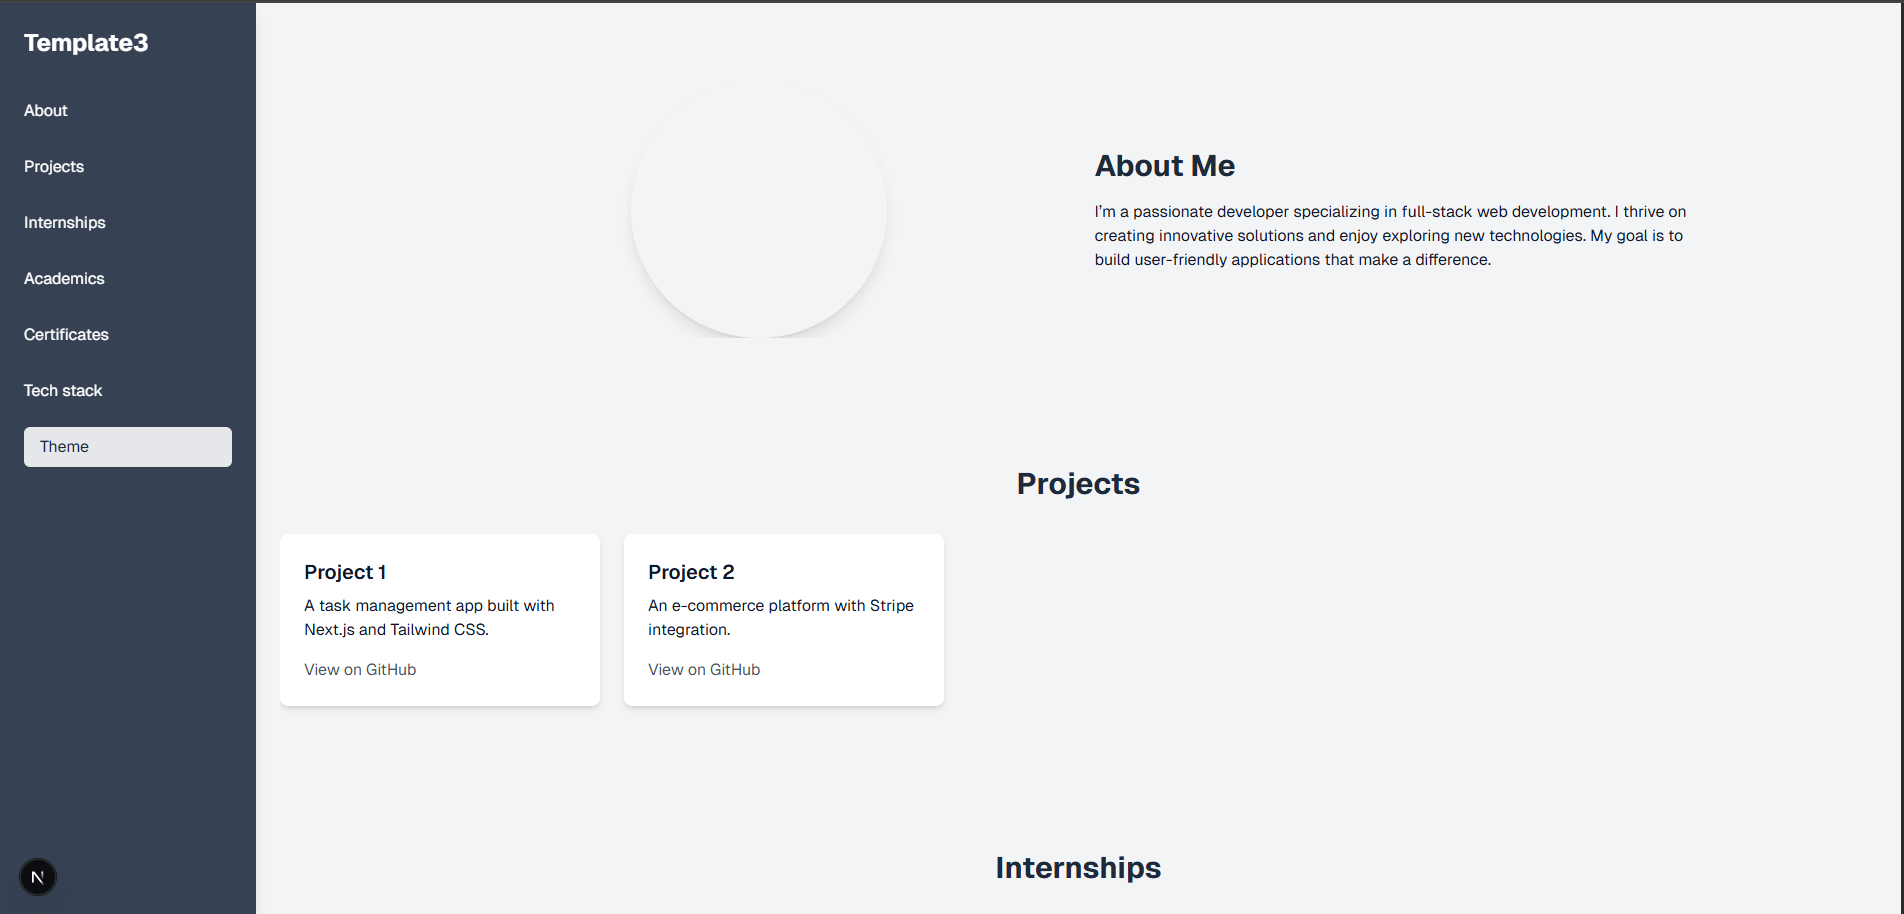 Template3
About
Projects
Internships
Academics
Certificates
Tech stack
Theme
N
About Me
I'm a passionate developer specializing in full-stack web development. I thrive on
creating innovative solutions and enjoy exploring new technologies. My goal is to
build user-friendly applications that make a difference.
Projects
Project 1
A task management app built with
Next.js and Tailwind CSS.
View on GitHub
Project 2
An e-commerce platform with Stripe
integration.
View on GitHub
Internships